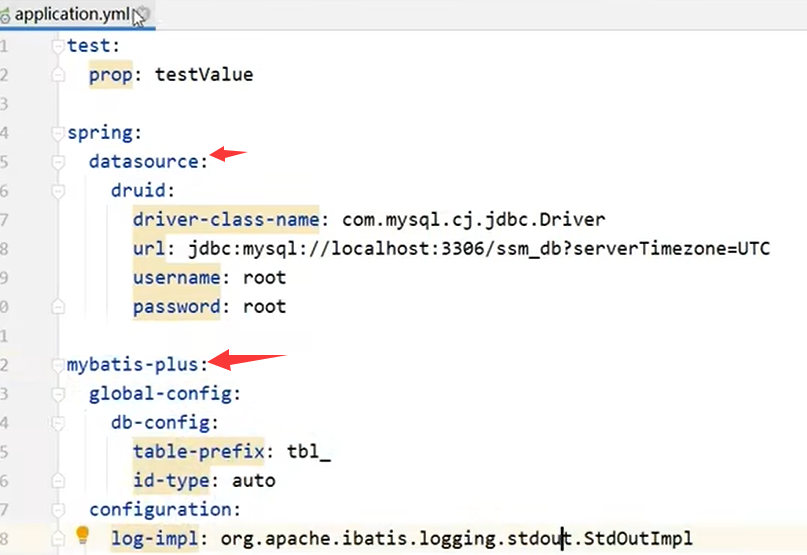 application.yml
1 test:
2   prop: testValue
3
4 spring:
5   datasource:
6     druid:
7       driver-class-name: com.mysql.cj.jdbc.Driver
8       url: jdbc:mysql://localhost:3306/ssm_db?serverTimezone=UTC
9       username: root
0       password: root
1
2 mybatis-plus:
3   global-config:
4     db-config:
5       table-prefix: tbl_
6       id-type: auto
7   configuration:
8     log-impl: org.apache.ibatis.logging.stdout.StdOutImpl